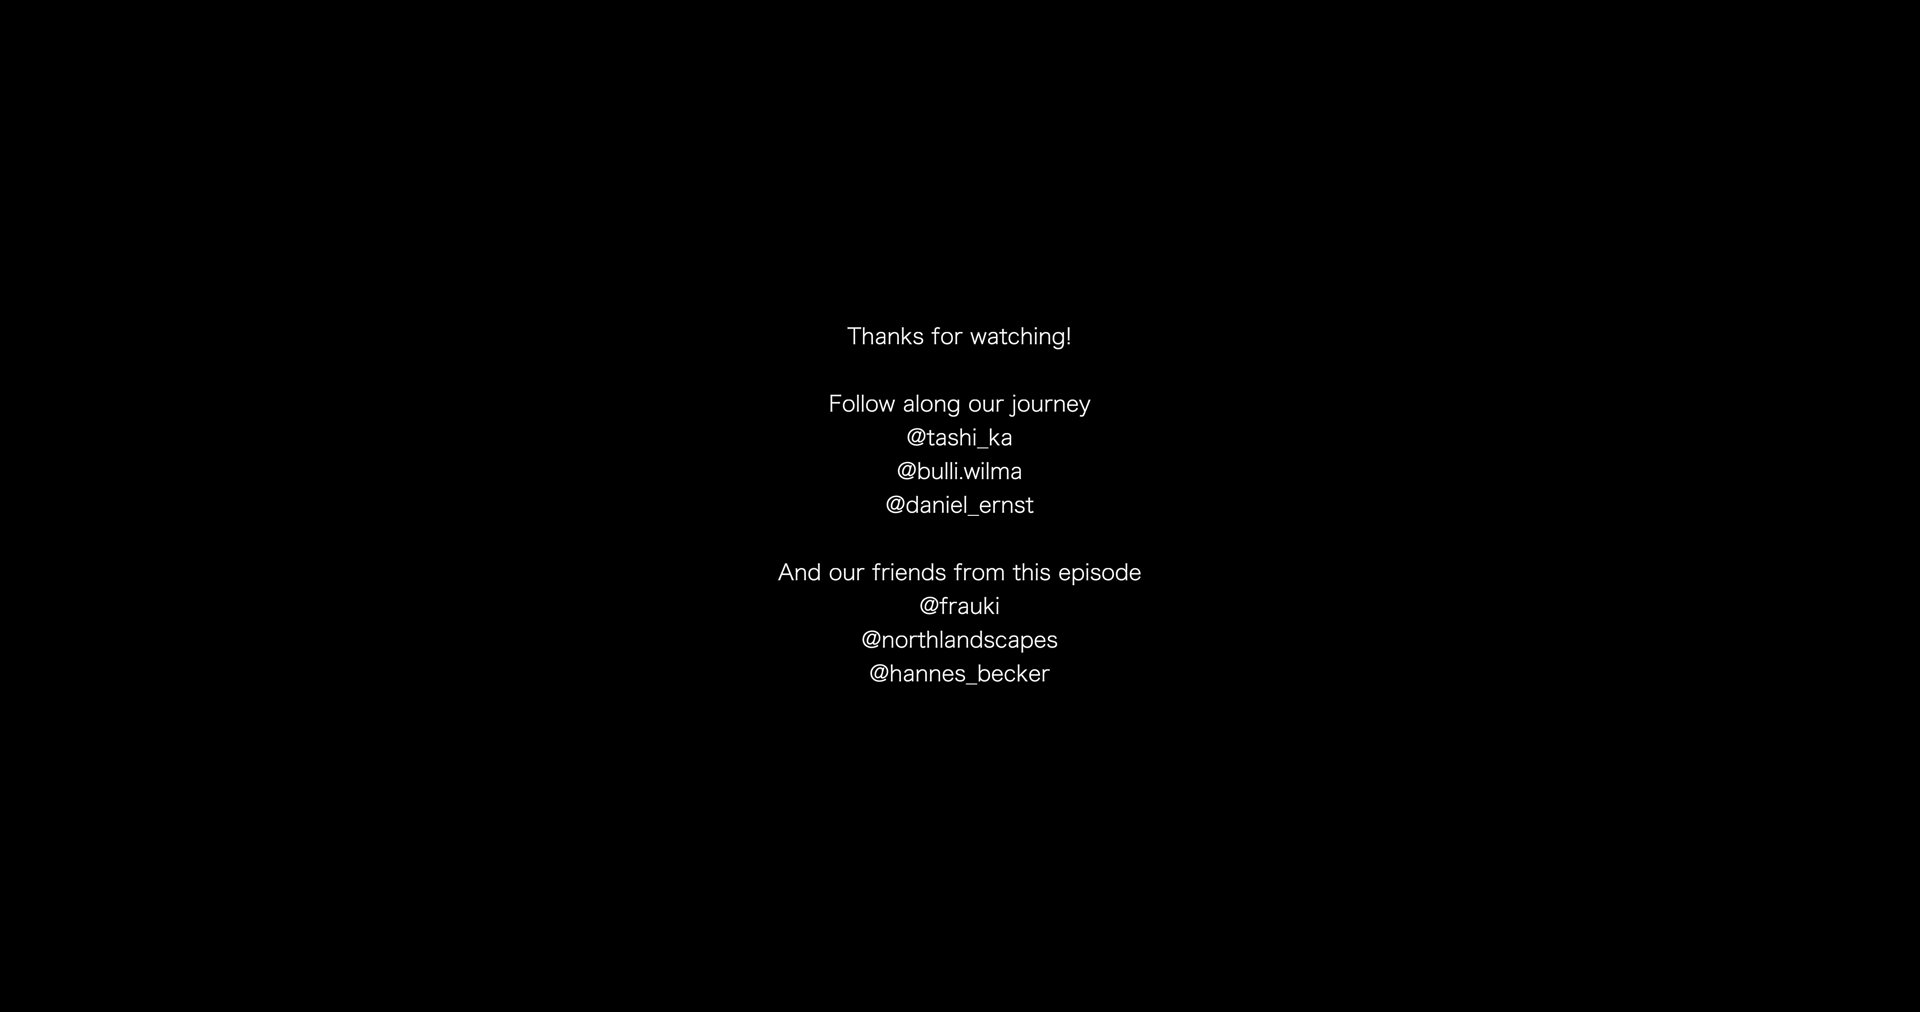 Thanks for watching!
Follow along our journey
@tashi_ka
@bulli.wilma
@daniel_ernst
And our friends from this episode
@frauki
@northlandscapes
@hannes_becker